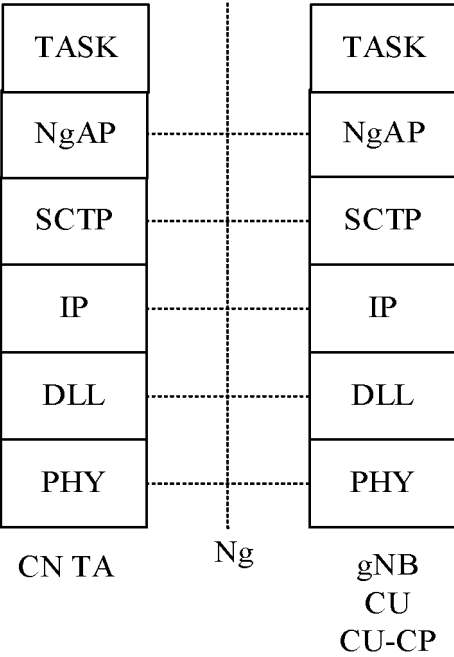 TASK TASK
NgAP NgAP
SCTP SCTP
IP IP
DLL DLL
PHY PHY
CN TA Ng gNB
CU
CU-CP